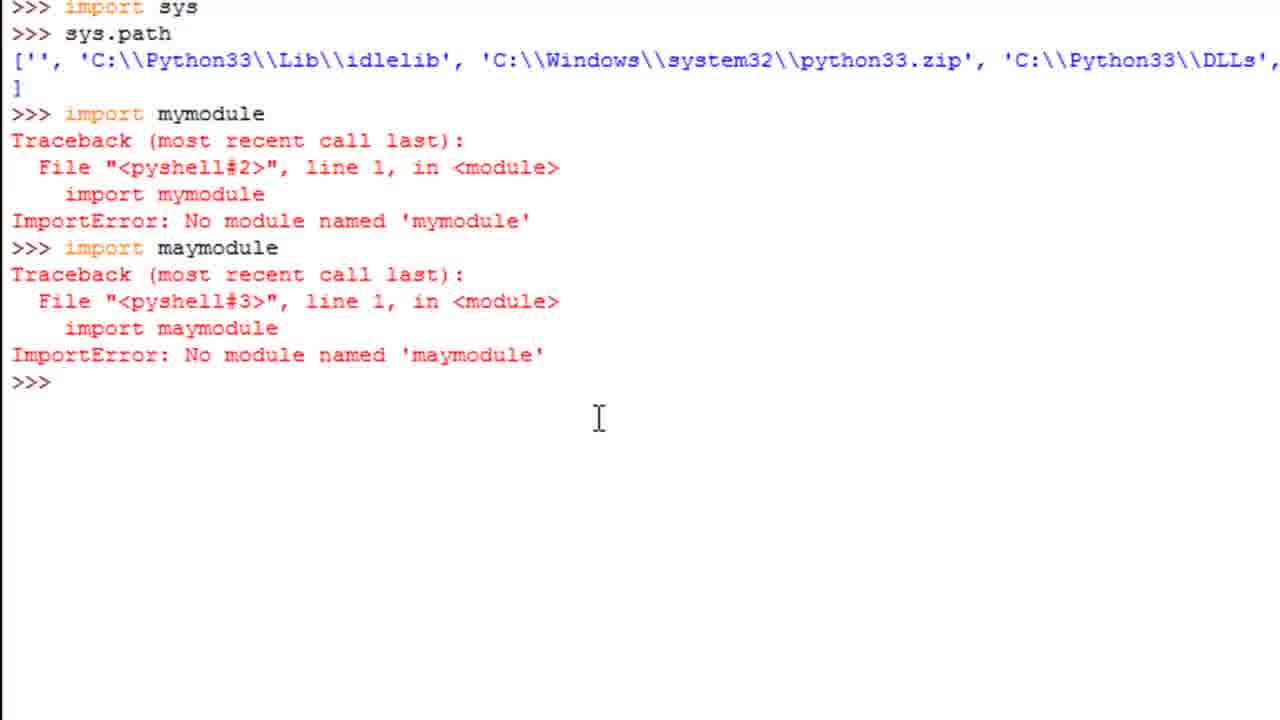 >>> import sys
>>> sys.path
['', 'C:\\Python33\\Lib\\idlelib', 'C:\\Windows\\system32\\python33.zip', 'C:\\Python33\\DLLs',
]
>>> import mymodule
Traceback (most recent call last):
  File "<pyshell#2>", line 1, in <module>
    import mymodule
ImportError: No module named 'mymodule'
>>> import maymodule
Traceback (most recent call last):
  File "<pyshell#3>", line 1, in <module>
    import maymodule
ImportError: No module named 'maymodule'
>>>